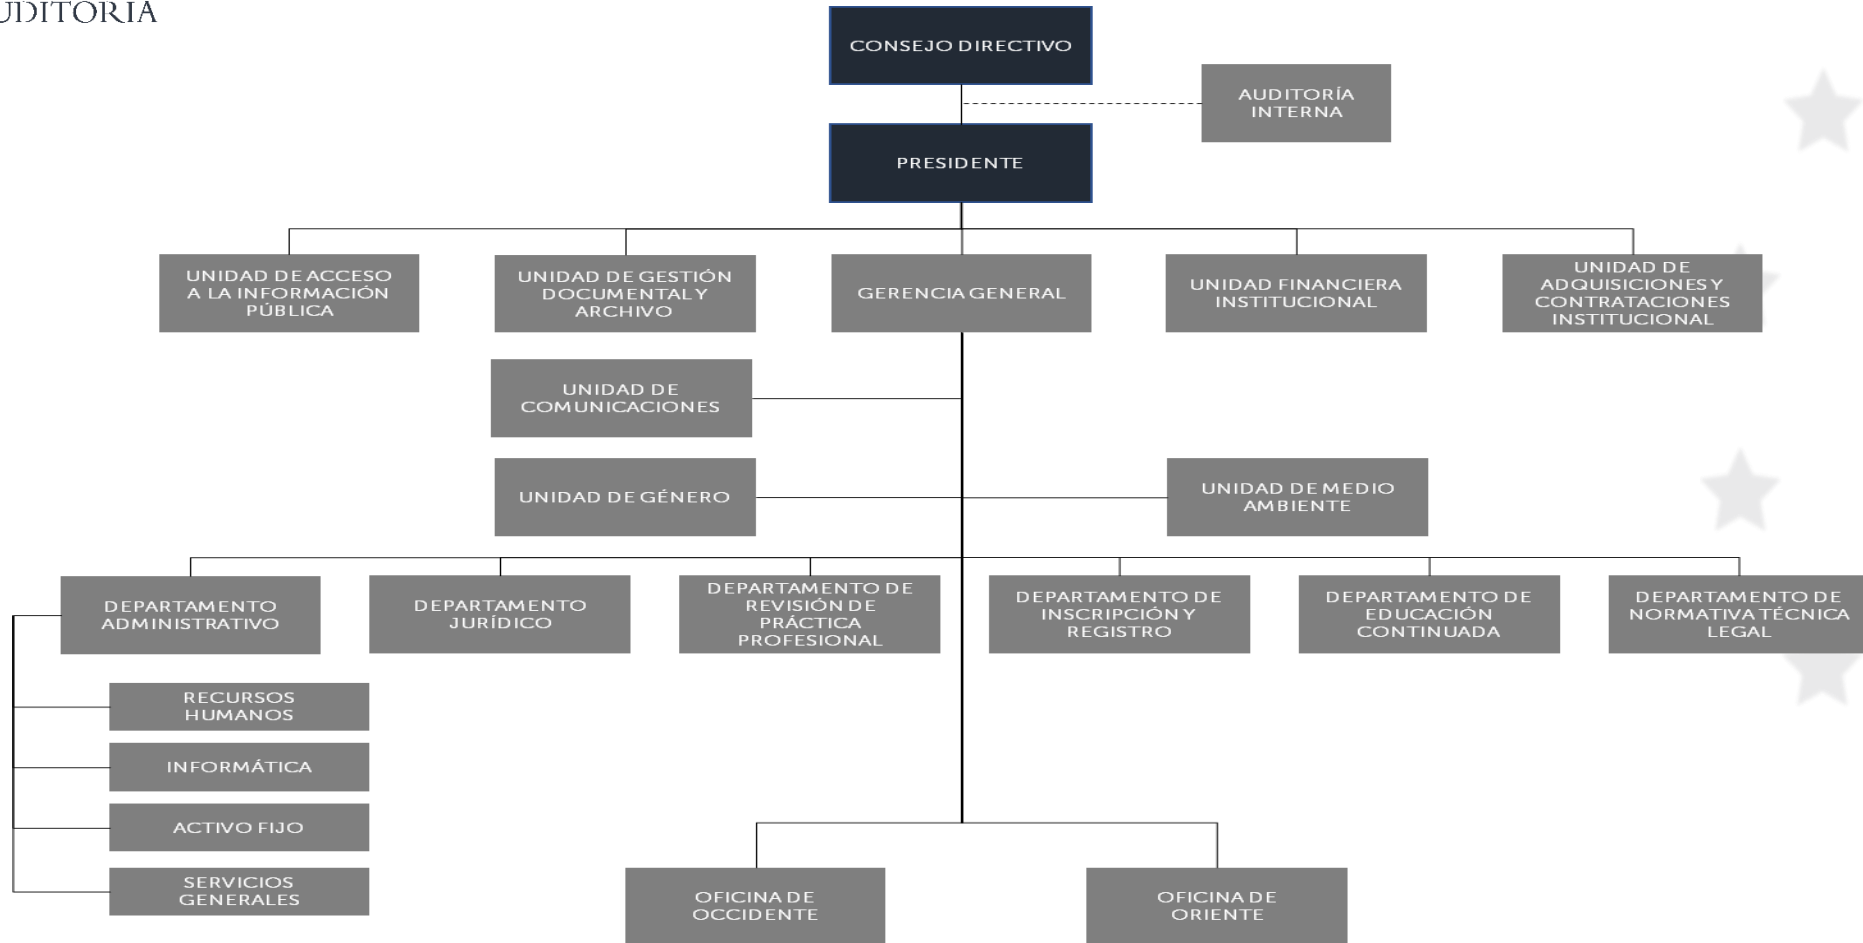 UDITORIA
CONSEJO DIRECTIVO
AUDITORÍA
INTERNA
PRESIDENTE
UNIDAD DE ACCESO
A LA INFORMACIÓN
PÚBLICA
UNIDAD DE GESTIÓN
DOCUMENTAL Y
ARCHIVO
GERENCIA GENERAL
UNIDAD FINANCIERA
INSTITUCIONAL
UNIDAD DE
ADQUISICIONES Y
CONTRATACIONES
INSTITUCIONAL
UNIDAD DE
COMUNICACIONES
UNIDAD DE GÉNERO
UNIDAD DE MEDIO
AMBIENTE
DEPARTAMENTO
ADMINISTRATIVO
DEPARTAMENTO
JURÍDICO
DEPARTAMENTO DE
REVISIÓN DE
PRÁCTICA
PROFESIONAL
DEPARTAMENTO DE
INSCRIPCIÓN Y
REGISTRO
DEPARTAMENTO DE
EDUCACIÓN
CONTINUADA
DEPARTAMENTO DE
NORMATIVA TÉCNICA
LEGAL
RECURSOS
HUMANOS
INFORMÁTICA
ACTIVO FIJO
SERVICIOS
GENERALES
OFICINA DE
OCCIDENTE
OFICINA DE
ORIENTE